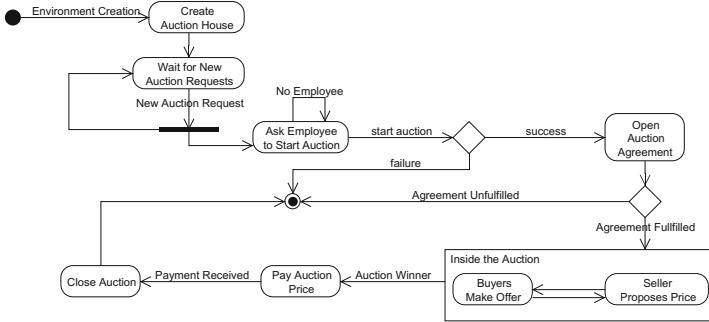 Environment Creation
Create
Auction House
Wait for New
Auction Requests
New Auction Request
No Employee
Ask Employee
to Start Auction
start auction
success
failure
Open
Auction
Agreement
Agreement Unfulfilled
Agreement Fullfilled
Inside the Auction
Buyers
Make Offer
Seller
Proposes Price
Auction Winner
Pay Auction
Price
Payment Received
Close Auction